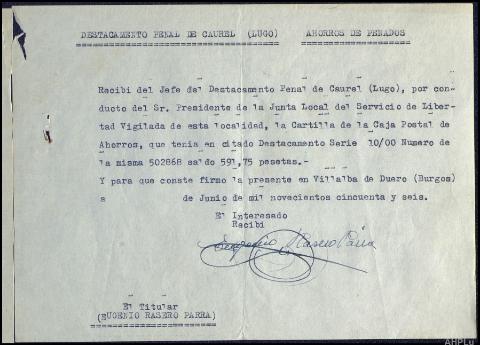 DESTACAMENTO PENAL DE CAUREL (LUGO) AHORROS DE PENADOS
Recibi del Jefe del Destacamento Penal de Caurel (Lugo), por con-
ducto del Sr. Presidente de la Junta Local del Servicio de Liber-
tad Vigilada de esta localidad, la Cartilla de la Caja Postal de
Ahorros, que tenia en citado Destacamento Serie 10/00 Numero de
la misma 502868 saldo 591,75 pesetas.-
Y para que conste firmo la presente en Villalba de Duero (Burgos)
a de Junio de mil novecientos cincuenta y seis.
El Interesado
Recibi
Eugenio Rasero Parra
El Titular
(EUGENIO RASERO PARRA)
AHPLu